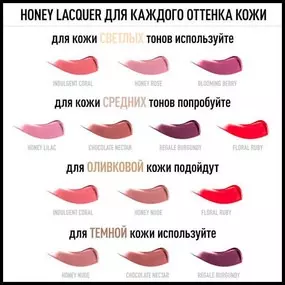 HONEY LACQUER ДЛЯ КАЖДОГО ОТТЕНКА КОЖИ
для кожи СВЕТЛЫХ тонов используйте
INDULGENT CORAL HONEY ROSE BLOOMING BERRY
для кожи СРЕДНИХ тонов попробуйте
HONEY LILAC CHOCOLATE NECTAR REGALE BURGUNDY FLORAL RUBY
для ОЛИВКОВОЙ кожи подойдут
INDULGENT CORAL HONEY NUDE FLORAL RUBY
для ТЕМНОЙ кожи используйте
HONEY NUDE CHOCOLATE NECTAR REGALE BURGUNDY